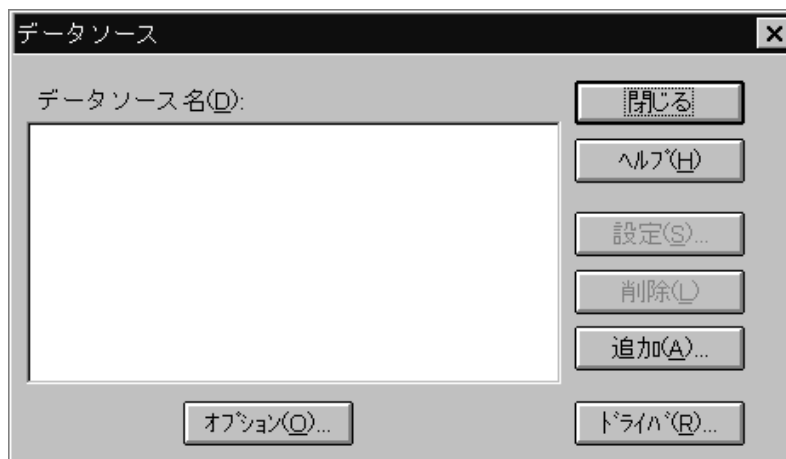 データソース
データソース名(D):
閉じる
ﾍﾙﾌﾟ(H)
設定(S)...
削除(L)
追加(A)...
ｵﾌﾟｼｮﾝ(O)...
ﾄﾞﾗｲﾊﾞ(R)...